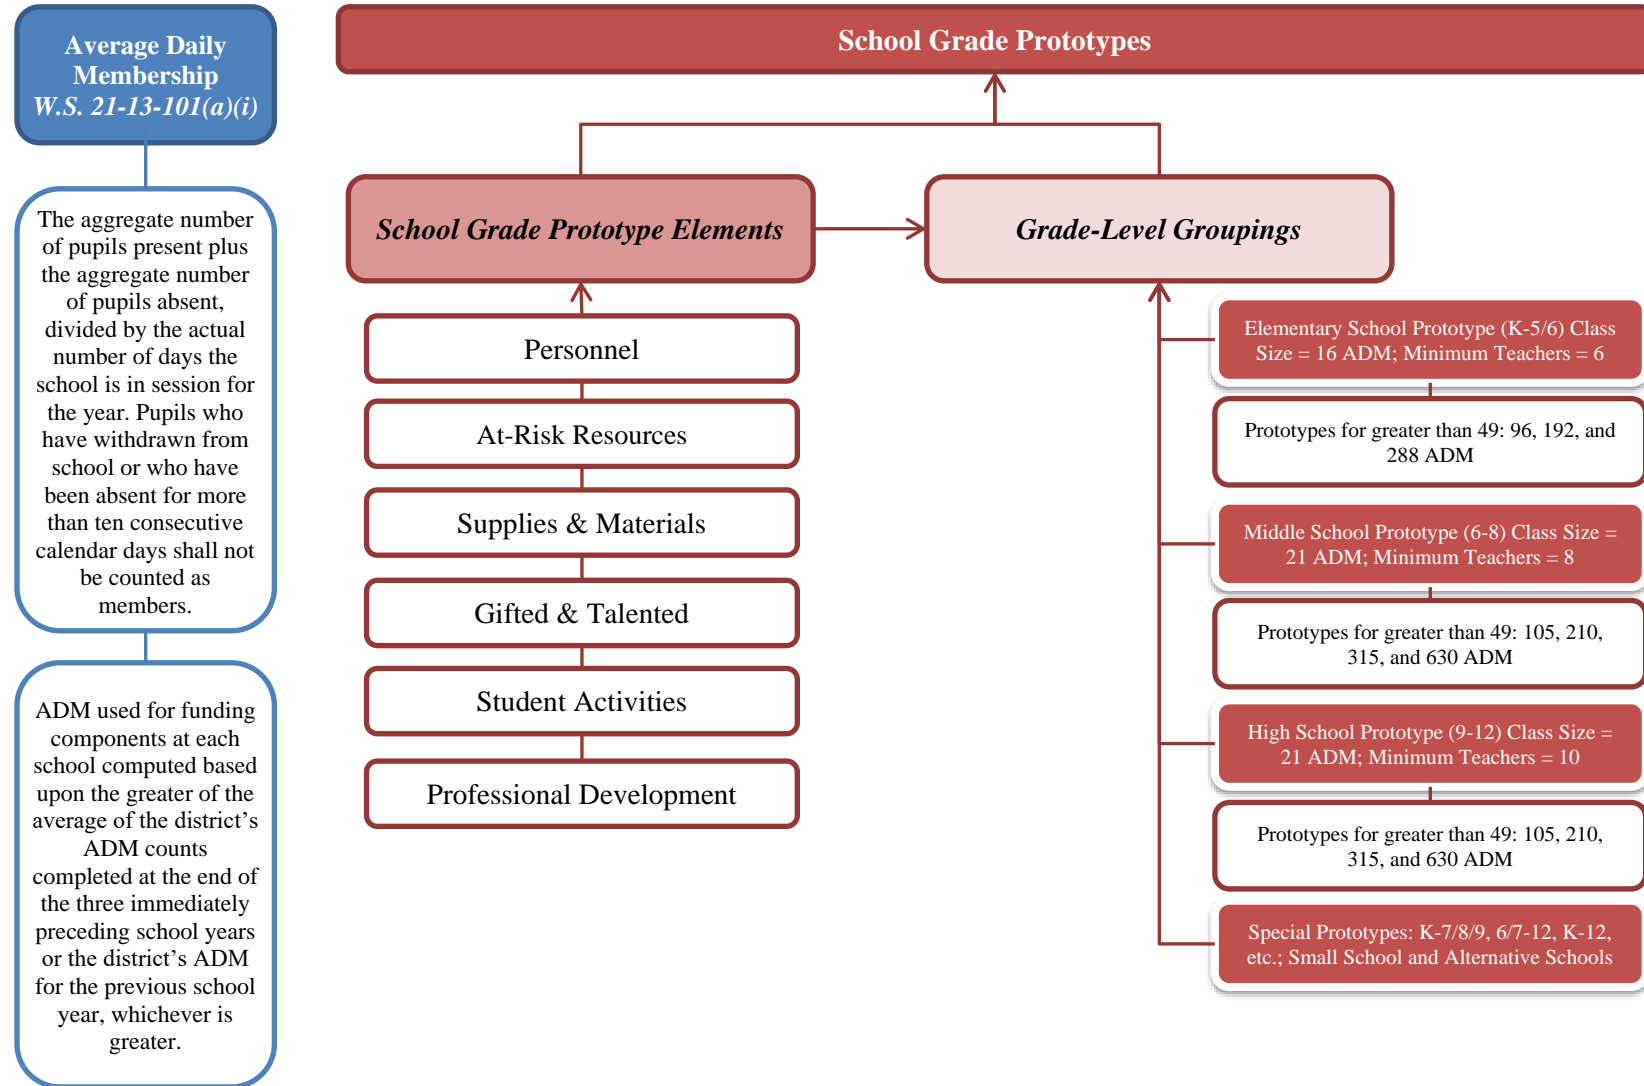 Average Daily
Membership
W.S. 21-13-101(a)(i)
The aggregate number
of pupils present plus
the aggregate number
of pupils absent,
divided by the actual
number of days the
school is in session for
the year. Pupils who
have withdrawn from
school or who have
been absent for more
than ten consecutive
calendar days shall not
be counted as
members.
ADM used for funding
components at each
school computed based
upon the greater of the
average of the district’s
ADM counts
completed at the end of
the three immediately
preceding school years
or the district’s ADM
for the previous school
year, whichever is
greater.
School Grade Prototypes
School Grade Prototype Elements
Personnel
At-Risk Resources
Supplies & Materials
Gifted & Talented
Student Activities
Professional Development
Grade-Level Groupings
Elementary School Prototype (K-5/6) Class
Size = 16 ADM; Minimum Teachers = 6
Prototypes for greater than 49: 96, 192, and
288 ADM
Middle School Prototype (6-8) Class Size =
21 ADM; Minimum Teachers = 8
Prototypes for greater than 49: 105, 210,
315, and 630 ADM
High School Prototype (9-12) Class Size =
21 ADM; Minimum Teachers = 10
Prototypes for greater than 49: 105, 210,
315, and 630 ADM
Special Prototypes: K-7/8/9, 6/7-12, K-12,
etc.; Small School and Alternative Schools